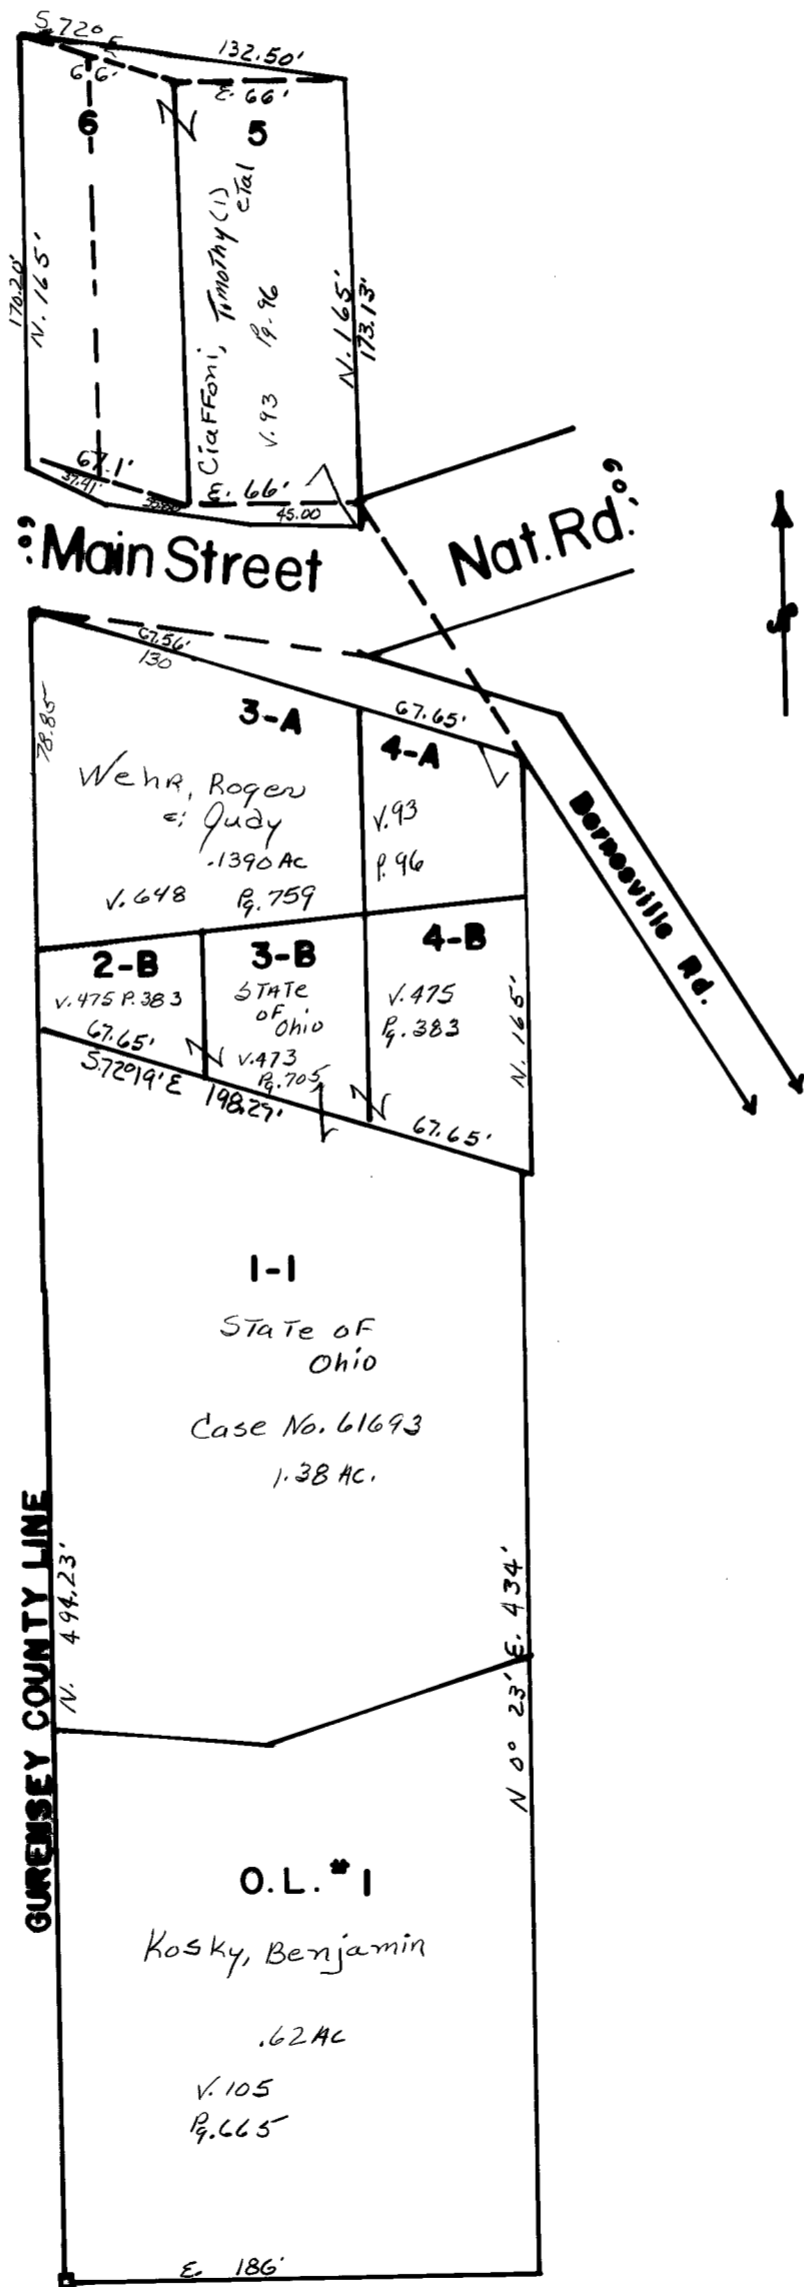 S.72° E
132.50'
66'
E. 66'
6
5
170.20'
N. 165'
Ciaffoni, Timothy (1)
etal
V. 93 Pg. 96
N. 165'
173.13'
67.1'
37.41'
E. 66'
45.00
60'
Main Street
Nat. Rd.
60'
67.56'
130
78.85
3-A
67.65'
4-A
Wehr, Roger
& Judy
.1390 AC
V. 648 Pg. 759
V. 93
P. 96
Barnesville Rd.
2-B
V. 475 P. 383
67.65'
S.72°19'E
198.29'
3-B
STATE
OF
Ohio
V. 473
Pg. 705
4-B
V. 475
Pg. 383
N. 165'
67.65'
1-1
State of
Ohio
Case No. 61693
1.38 AC.
GURENSEY COUNTY LINE
N. 494.23'
N 0° 23' E. 434'
O.L. #1
Kosky, Benjamin
.62 AC
V. 105
Pg. 665
E. 186'